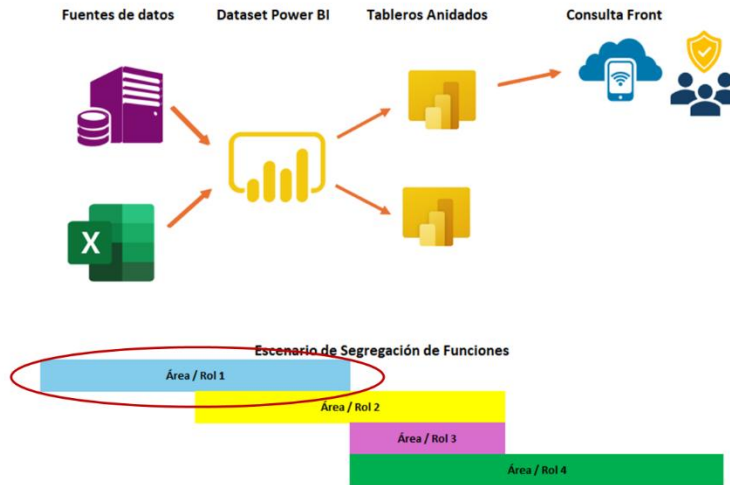 Fuentes de datos
Dataset Power BI
Tableros Anidados
Consulta Front
X
Escenario de Segregación de Funciones
Área / Rol 1
Área / Rol 2
Área / Rol 3
Área / Rol 4